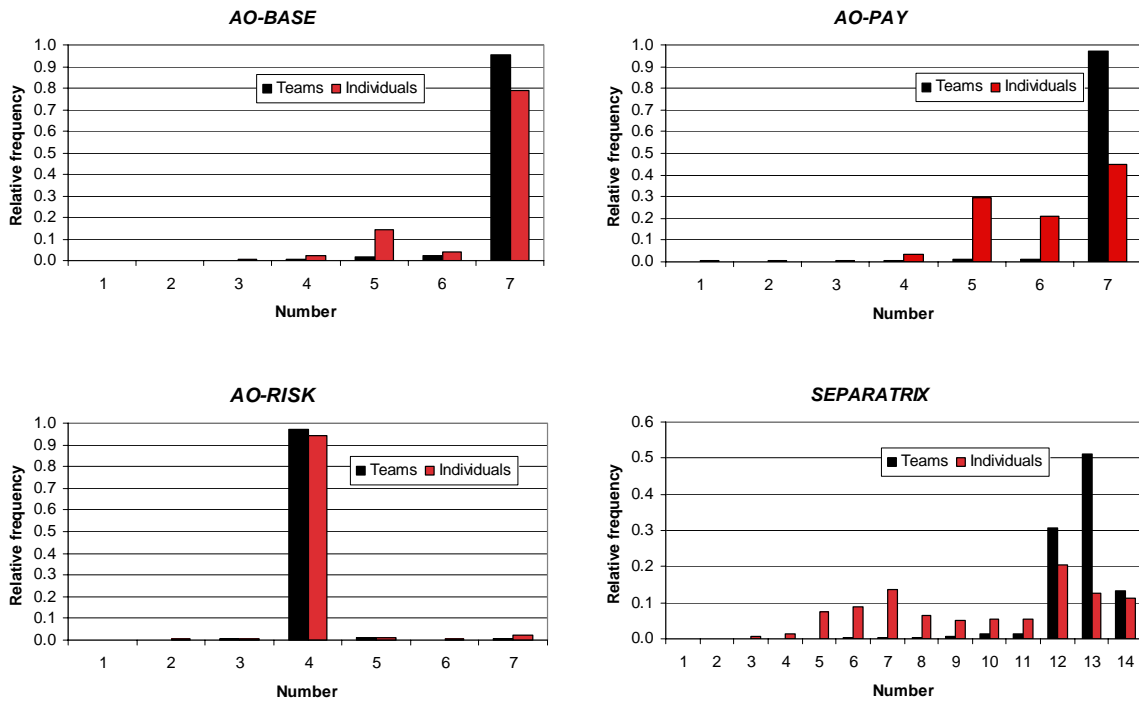 AO-BASE
1.0
0.9
0.8
0.7
0.6
0.5
0.4
0.3
0.2
0.1
0.0
Relative frequency
Teams Individuals
1 2 3 4 5 6 7
Number
AO-PAY
1.0
0.9
0.8
0.7
0.6
0.5
0.4
0.3
0.2
0.1
0.0
Relative frequency
Teams Individuals
1 2 3 4 5 6 7
Number
AO-RISK
1.0
0.9
0.8
0.7
0.6
0.5
0.4
0.3
0.2
0.1
0.0
Relative frequency
Teams Individuals
1 2 3 4 5 6 7
Number
SEPARATRIX
0.6
0.5
0.4
0.3
0.2
0.1
0.0
Relative frequency
Teams Individuals
1 2 3 4 5 6 7 8 9 10 11 12 13 14
Number